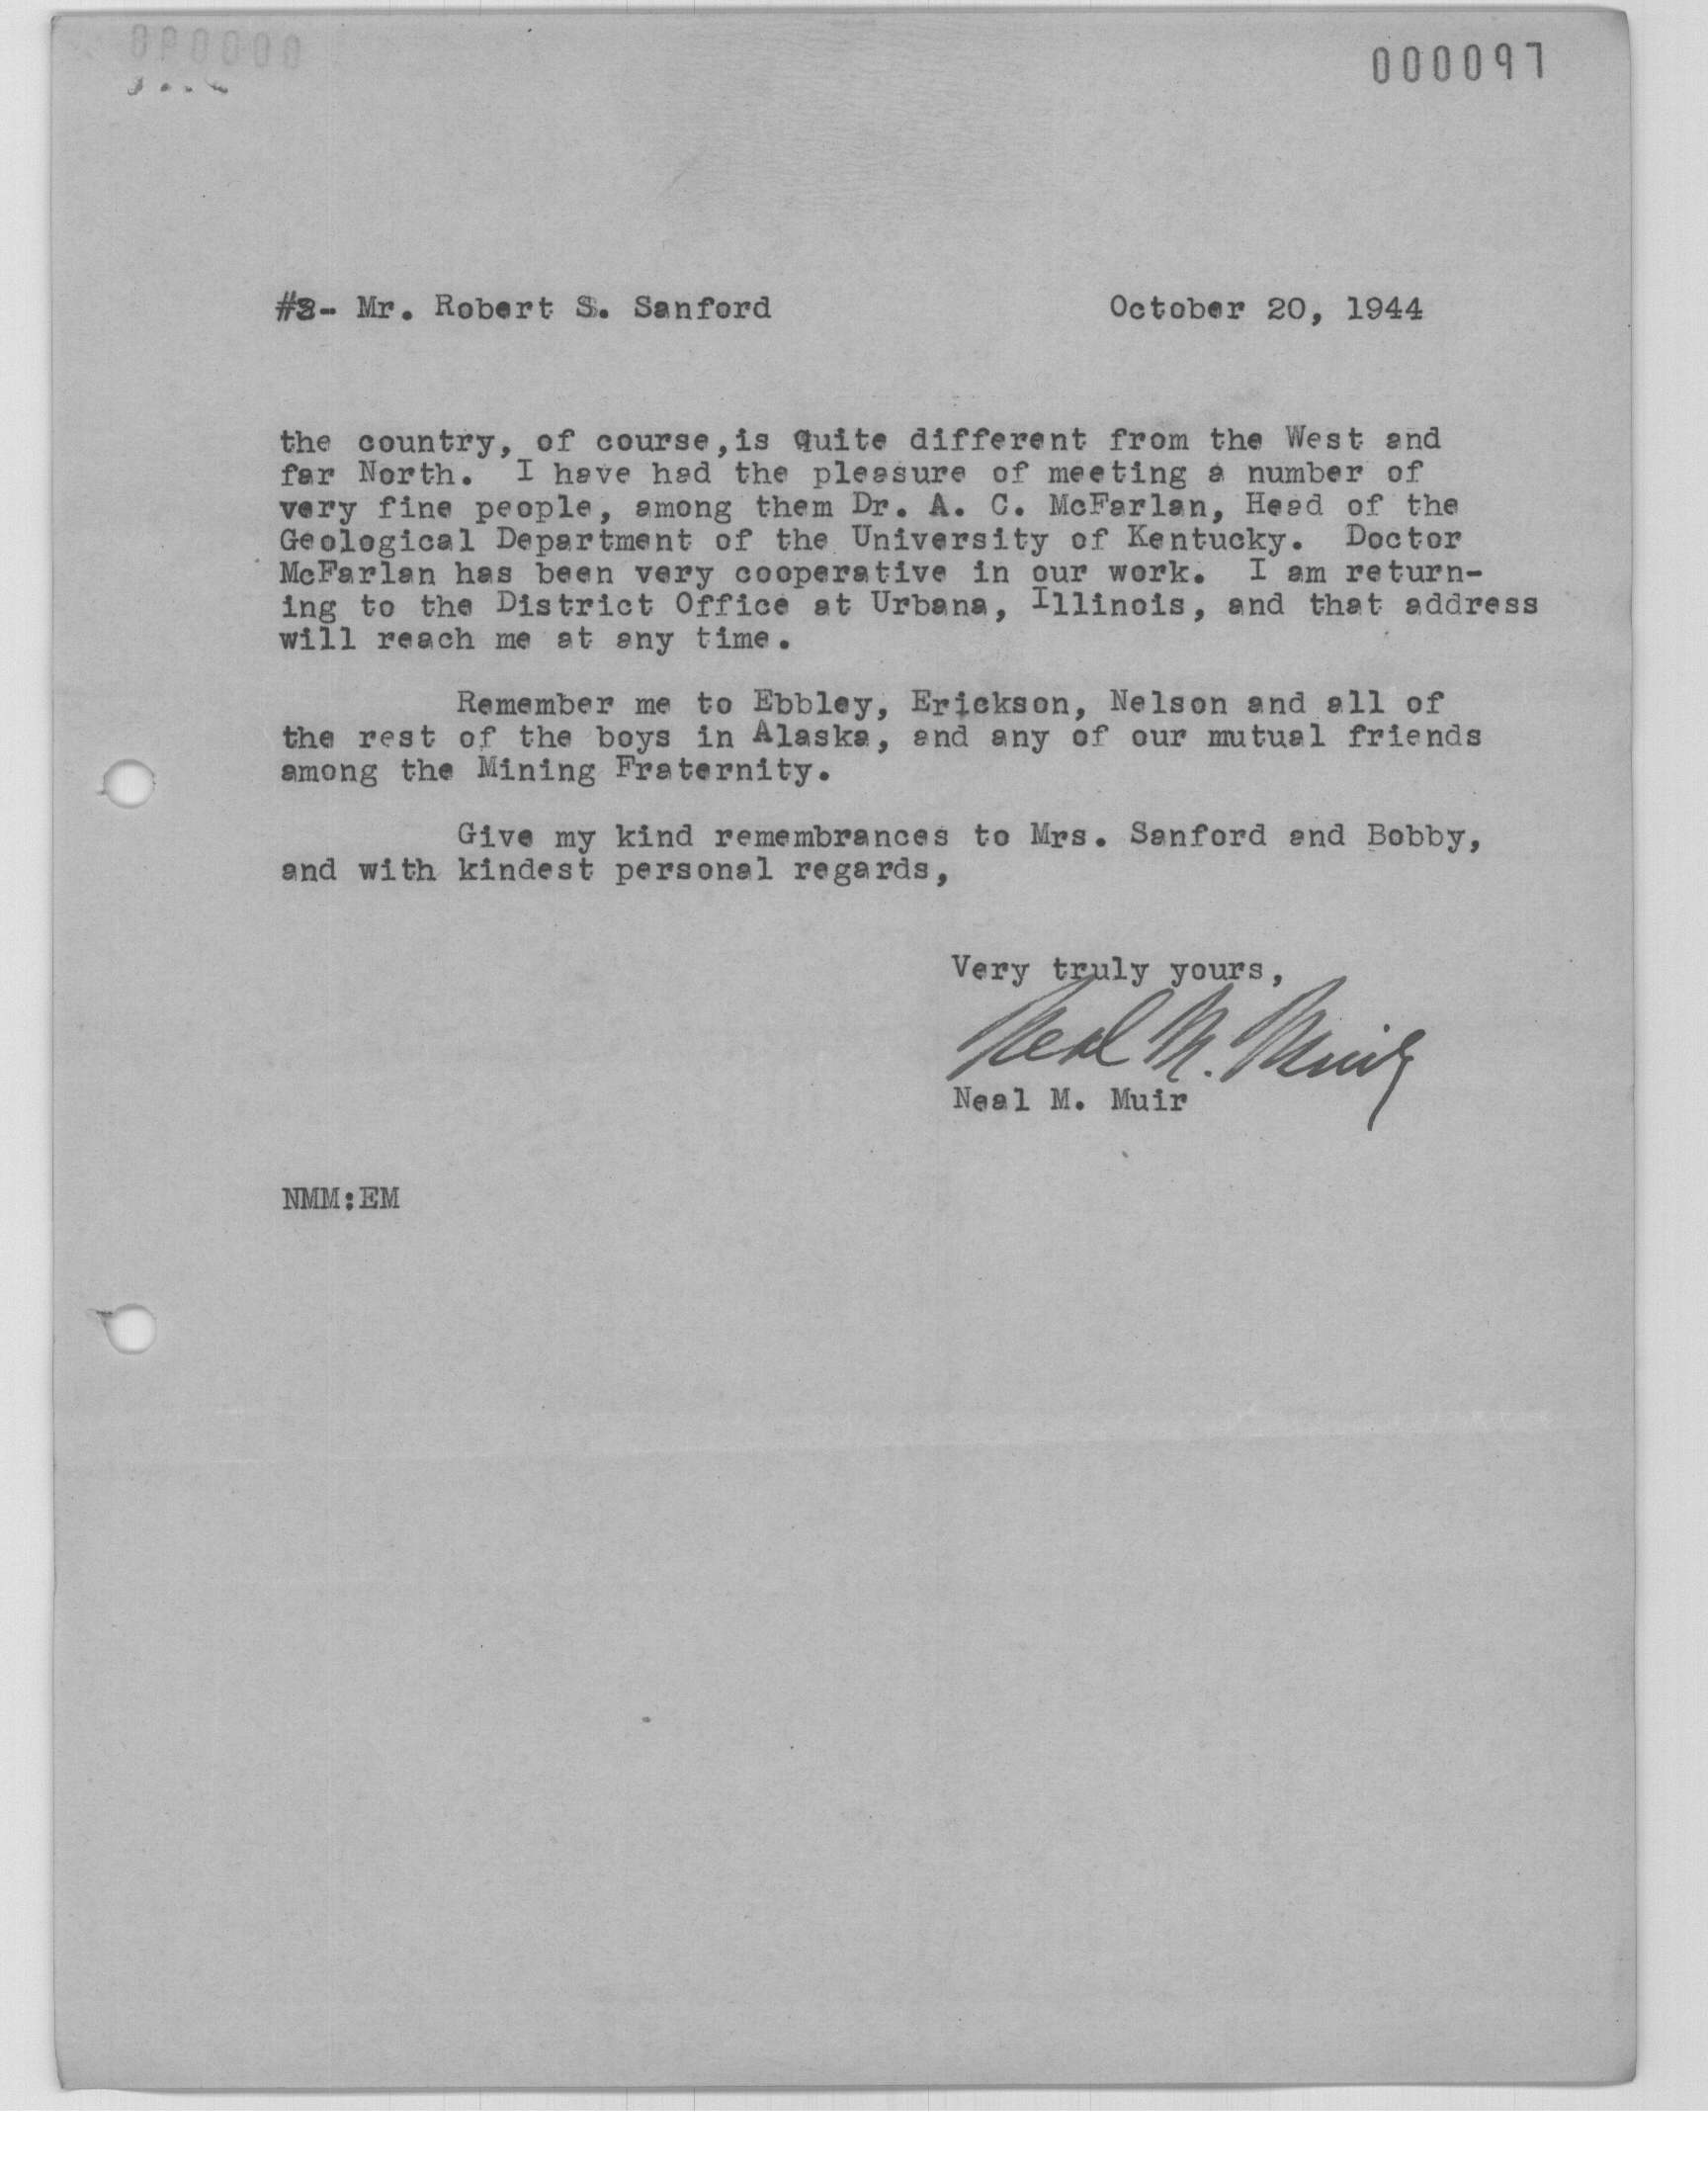 000097
#3- Mr. Robert S. Sanford October 20, 1944
the country, of course,is quite different from the West and
far North. I have had the pleasure of meeting a number of
very fine people, among them Dr. A. C. McFarlan, Head of the
Geological Department of the University of Kentucky. Doctor
McFarlan has been very cooperative in our work. I am return-
ing to the District Office at Urbana, Illinois, and that address
will reach me at any time.
Remember me to Ebbley, Erickson, Nelson and all of
the rest of the boys in Alaska, and any of our mutual friends
among the Mining Fraternity.
Give my kind remembrances to Mrs. Sanford and Bobby,
and with kindest personal regards,
Very truly yours,
Neal M. Muir
Neal M. Muir
NMM:EM